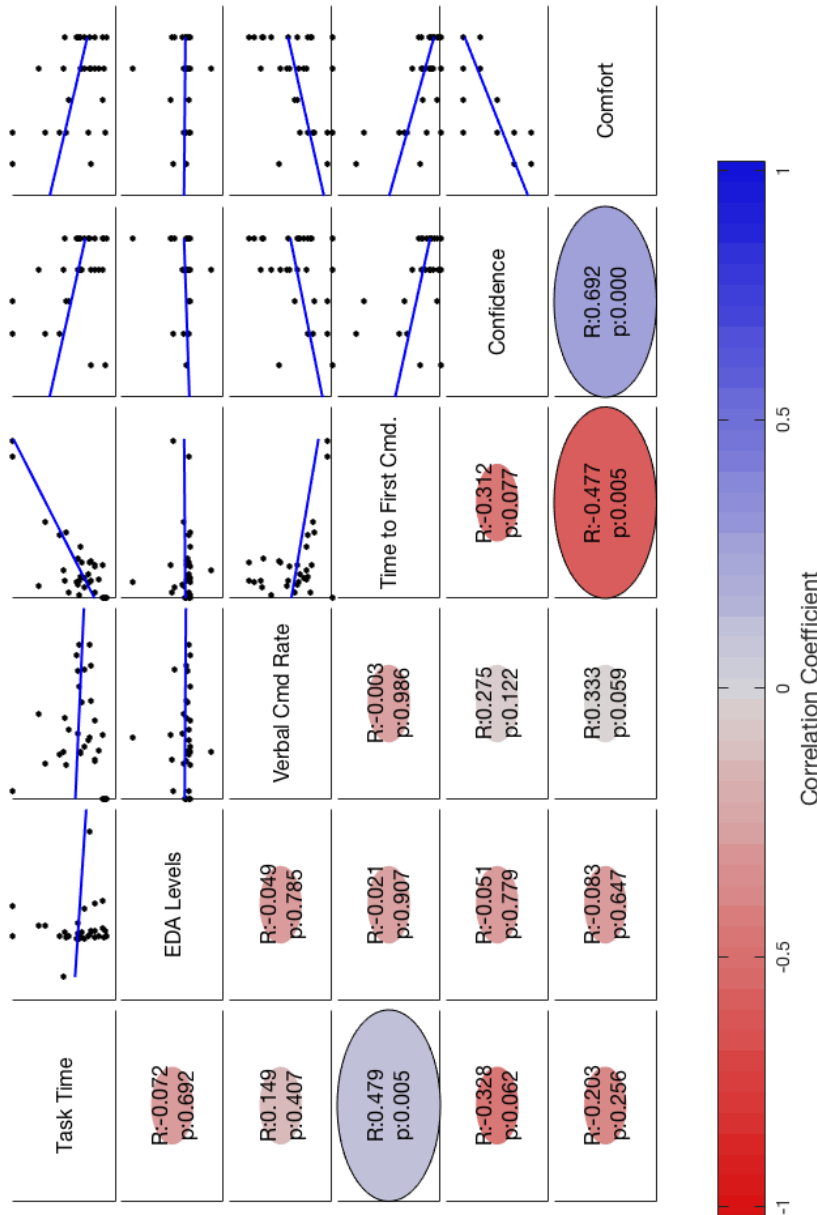 Task Time
R:-0.072
p:0.692
EDA Levels
R:0.149
p:0.407
R:-0.049
p:0.785
Verbal Cmd Rate
R:0.479
p:0.005
R:-0.021
p:0.907
R:-0.003
p:0.986
Time to First Cmd.
R:-0.328
p:0.062
R:-0.051
p:0.779
R:0.275
p:0.122
R:-0.312
p:0.077
Confidence
R:-0.203
p:0.256
R:-0.083
p:0.647
R:0.333
p:0.059
R:-0.477
p:0.005
R:0.692
p:0.000
Comfort
-1
-0.5
0
0.5
1
Correlation Coefficient